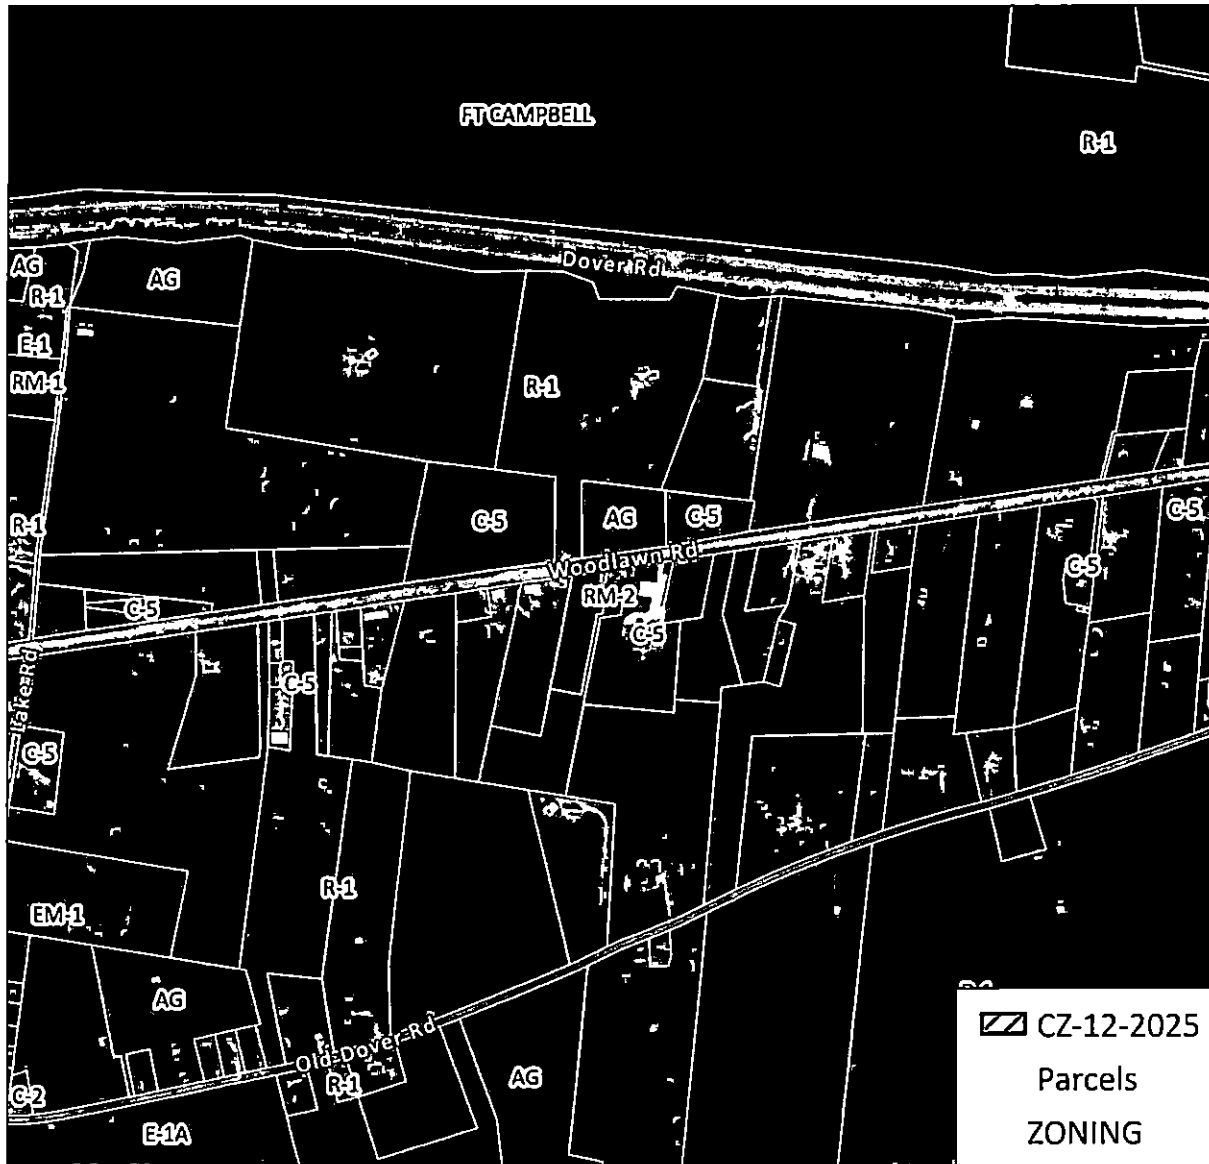 FT CAMPBELL
R-1
Dover Rd
AG
AG
R-1
E-1
RM-1
R-1
C-5
AG
C-5
C-5
R-1
Woodlawn Rd
RM-2
C-5
C-5
C-5
C-5
Lake Rd
C-5
R-1
EM-1
AG
Old Dover Rd
R-1
AG
C-2
E-1A
CZ-12-2025
Parcels
ZONING